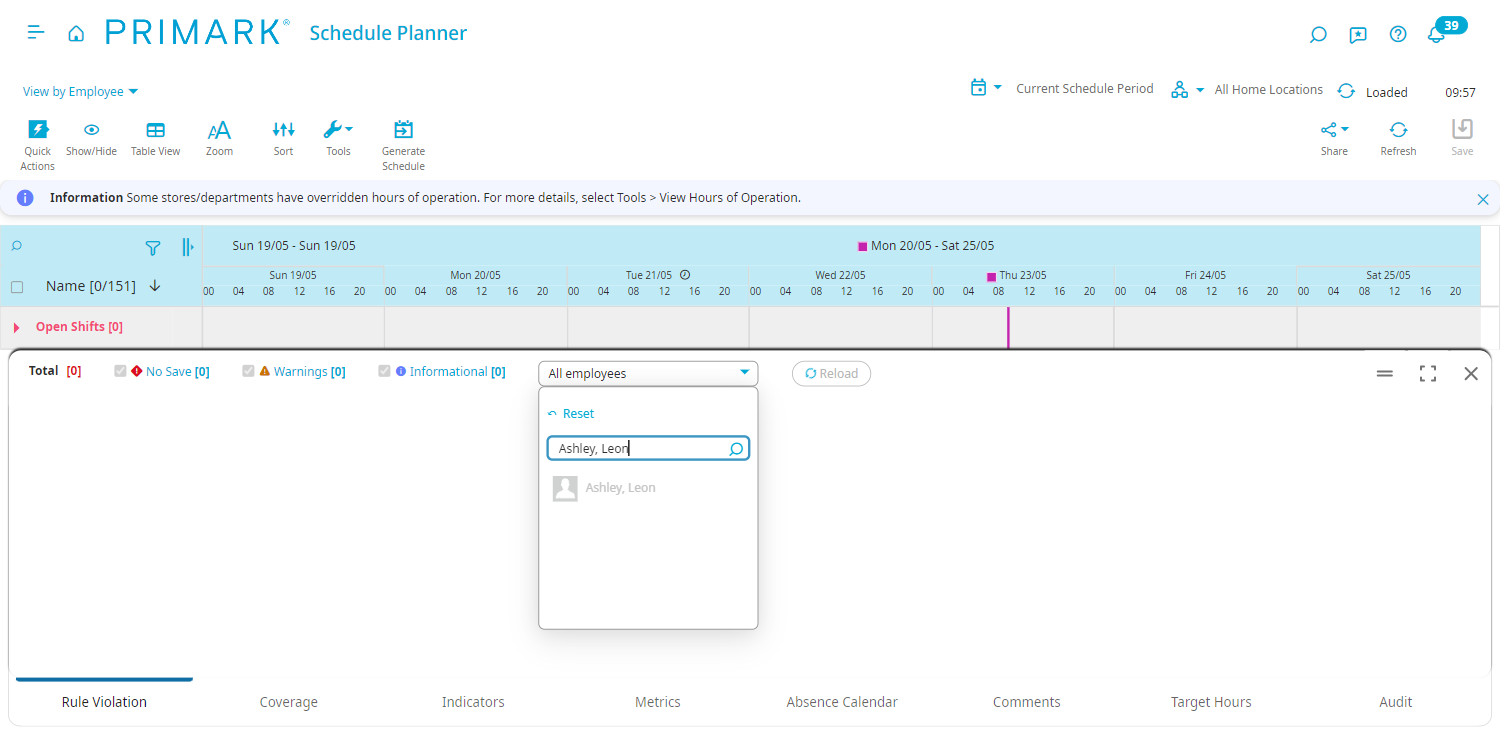 PRIMARK® Schedule Planner
39
View by Employee
Current Schedule Period
All Home Locations
Loaded
09:57
Quick Actions
Show/Hide
Table View
Zoom
Sort
Tools
Generate Schedule
Share
Refresh
Save
Information Some stores/departments have overridden hours of operation. For more details, select Tools > View Hours of Operation.
Sun 19/05 - Sun 19/05
Mon 20/05 - Sat 25/05
Sun 19/05
Mon 20/05
Tue 21/05
Wed 22/05
Thu 23/05
Fri 24/05
Sat 25/05
Name [0/151]
00 04 08 12 16 20 00 04 08 12 16 20 00 04 08 12 16 20 00 04 08 12 16 20 00 04 08 12 16 20 00 04 08 12 16 20 00 04 08 12 16 20
Open Shifts [0]
Total [0]
No Save [0]
Warnings [0]
Informational [0]
All employees
Reload
Reset
Ashley, Leon
Ashley, Leon
Rule Violation
Coverage
Indicators
Metrics
Absence Calendar
Comments
Target Hours
Audit